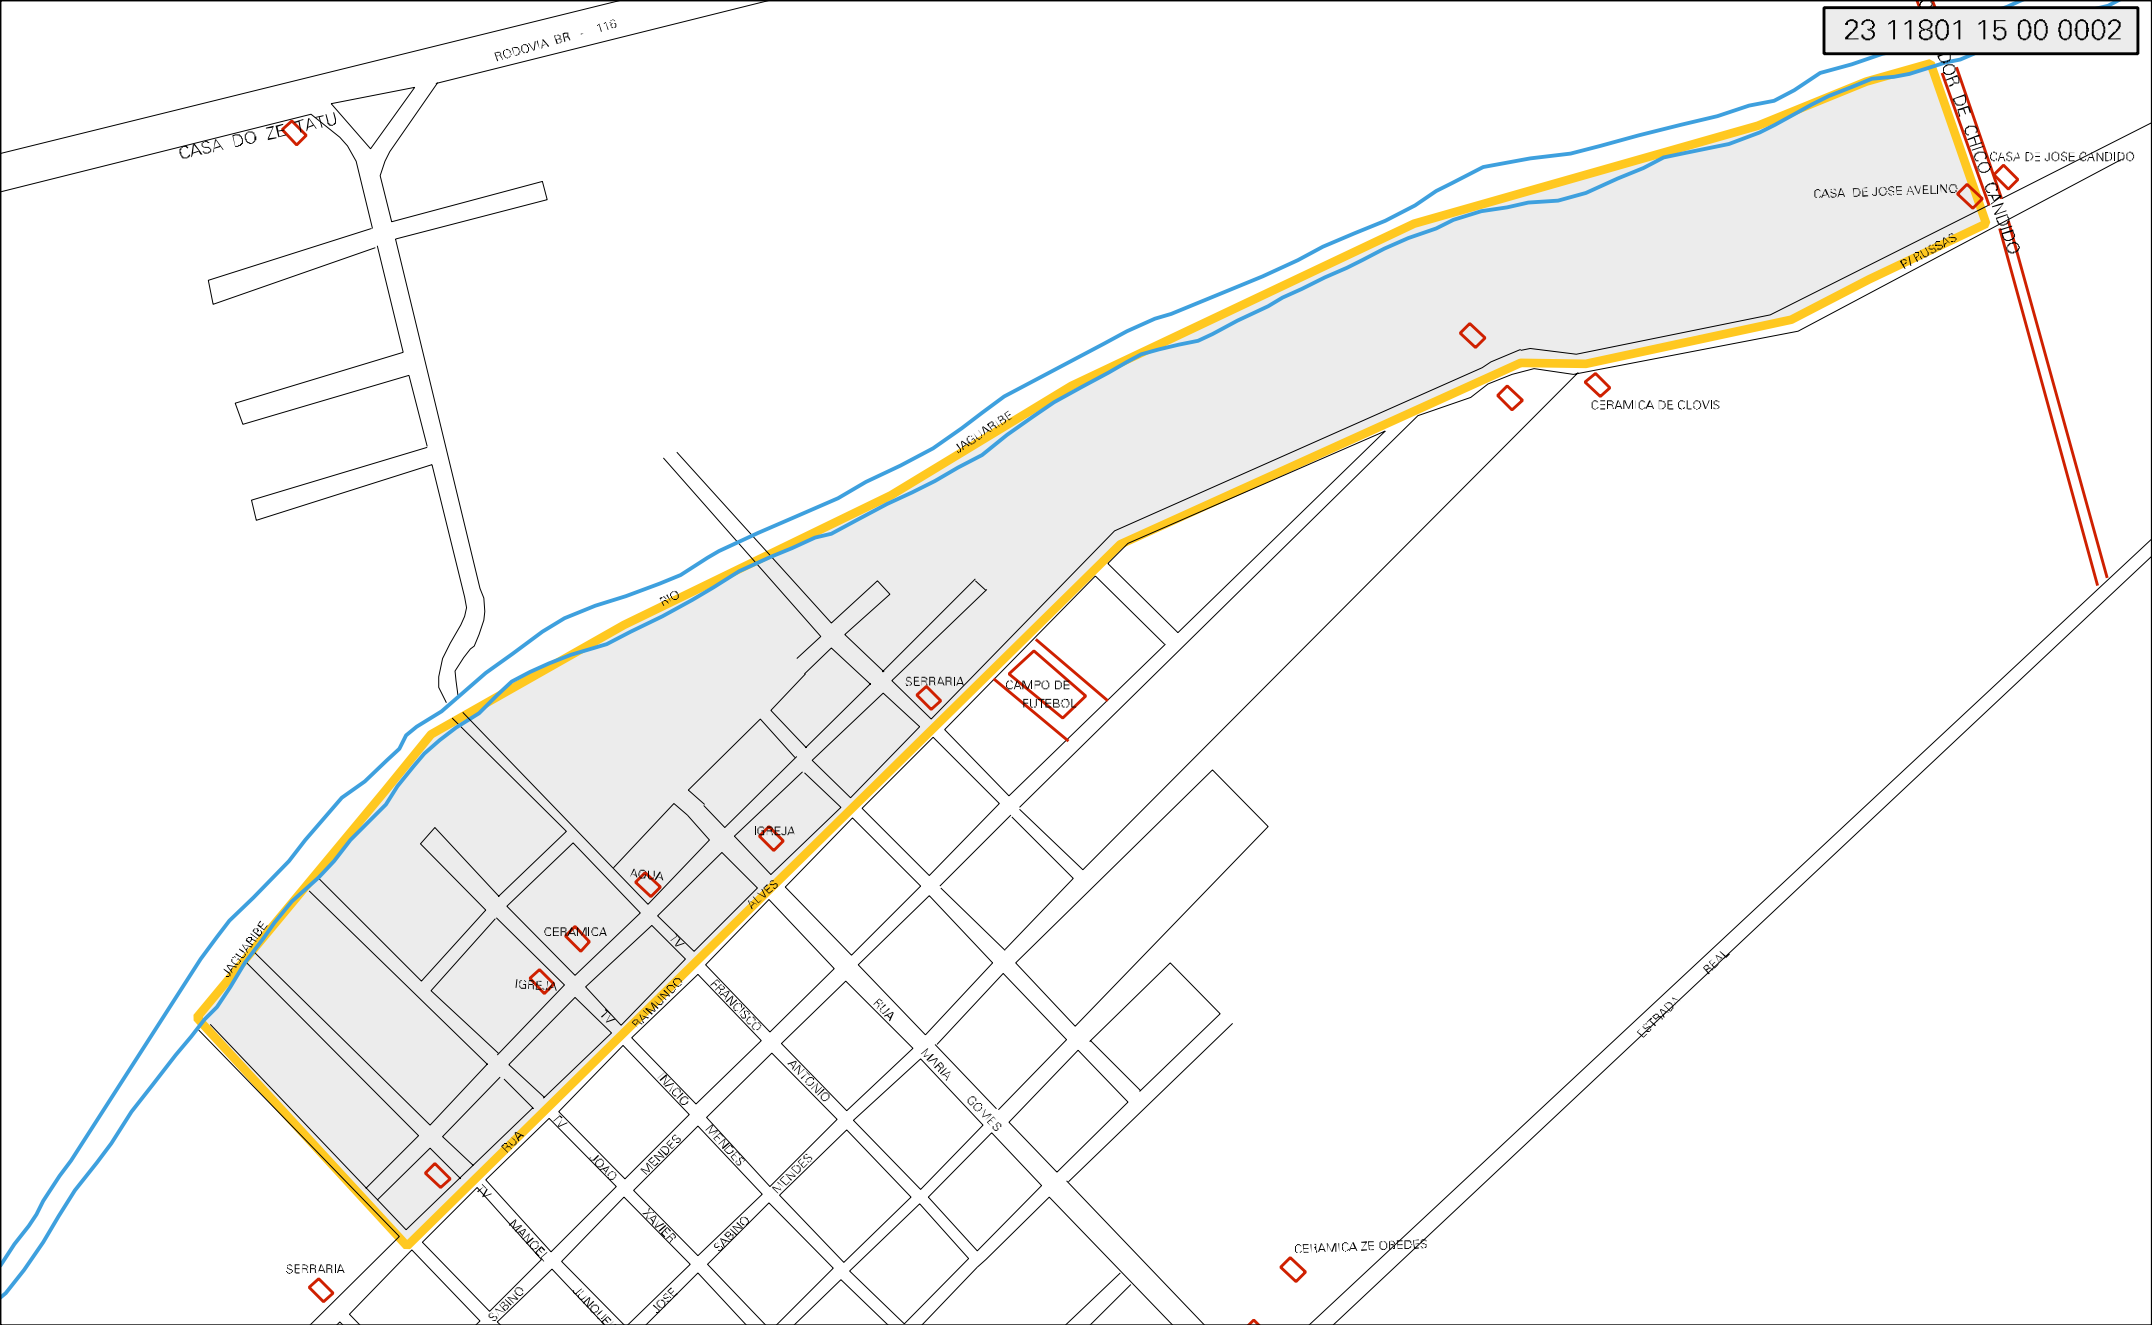 23 11801 15 00 0002
RODOVIA BR - 116
CASA DO ZE TATU
DOR DE CHICO CANDIDO
CASA DE JOSE CANDIDO
CASA DE JOSE AVELINO
P/ RUSSAS
CERAMICA DE CLOVIS
JAGUARIBE
RIO
SERRARIA
CAMPO DE
FUTEBOL
IGREJA
AGUA
ALVES
CERAMICA
TV
IGREJA
JAGUARIBE
RAIMUNDO
TV
FRANCISCO
RUA
REAL
ESTRADA
MARIA
ANTONIO
NACIO
GOMES
TV
RUA
MENDES
MENDES
JOAO
MENDES
TV
XAVIER
SABINO
MANOEL
CERAMICA ZE OREDES
SERRARIA
SABINO
JOSE